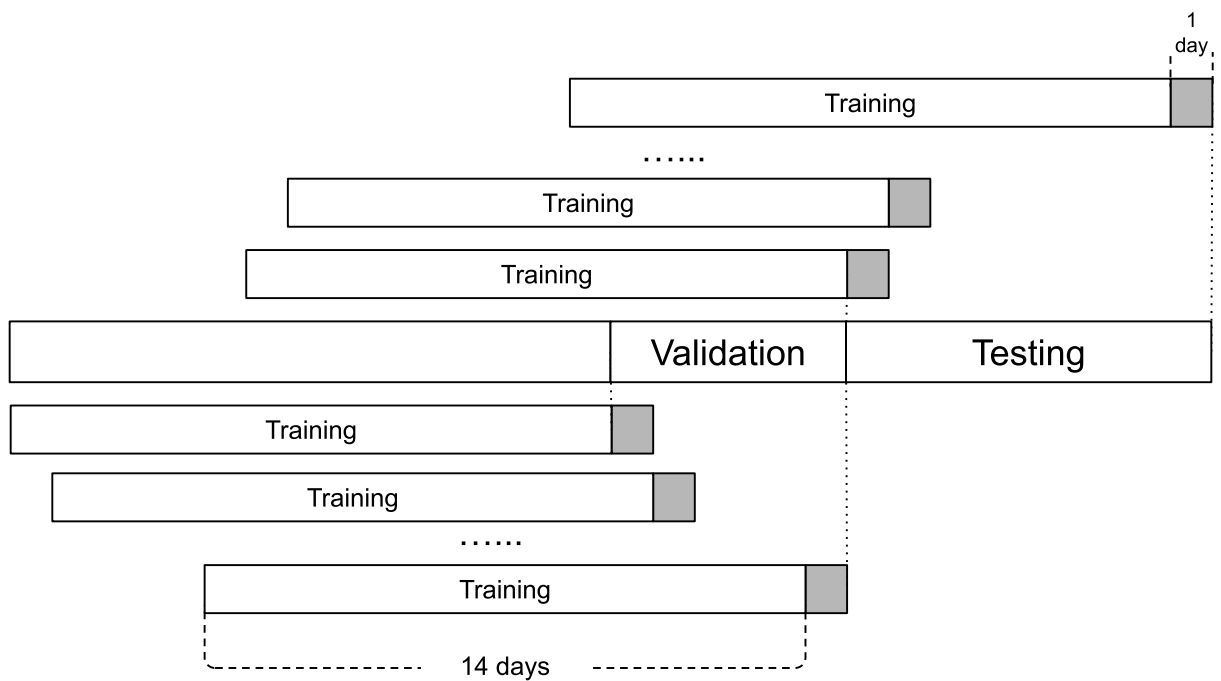 1
day
Training
......
Training
Training
Validation
Testing
Training
Training
......
Training
14 days